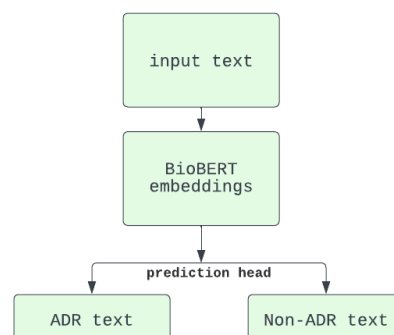 input text
BioBERT
embeddings
prediction head
ADR text
Non-ADR text